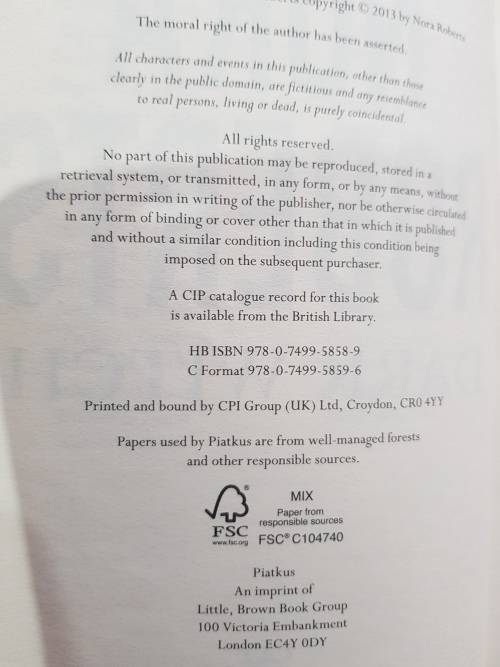 copyright © 2013 by Nora Roberts
The moral right of the author has been asserted.
All characters and events in this publication, other than those
clearly in the public domain, are fictitious and any resemblance
to real persons, living or dead, is purely coincidental.
All rights reserved.
No part of this publication may be reproduced, stored in a
retrieval system, or transmitted, in any form, or by any means, without
the prior permission in writing of the publisher, nor be otherwise circulated
in any form of binding or cover other than that in which it is published
and without a similar condition including this condition being
imposed on the subsequent purchaser.
A CIP catalogue record for this book
is available from the British Library.
HB ISBN 978-0-7499-5858-9
C Format 978-0-7499-5859-6
Printed and bound by CPI Group (UK) Ltd, Croydon, CR0 4YY
Papers used by Piatkus are from well-managed forests
and other responsible sources.
®
FSC
www.fsc.org
MIX
Paper from
responsible sources
FSC® C104740
Piatkus
An imprint of
Little, Brown Book Group
100 Victoria Embankment
London EC4Y 0DY